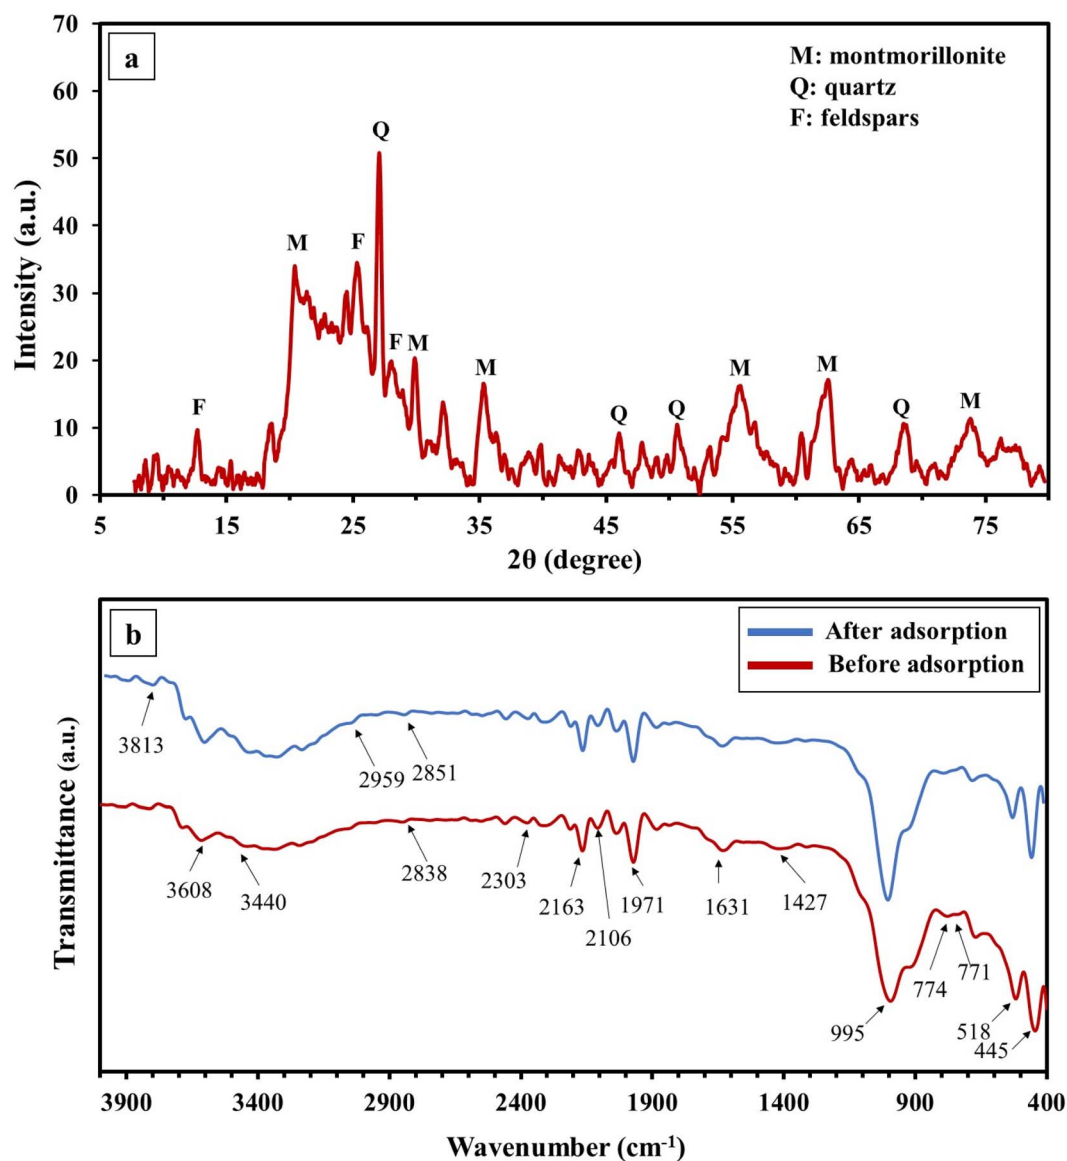 a
M: montmorillonite
Q: quartz
F: feldspars
Intensity (a.u.)
70
60
50
40
30
20
10
0
F
M
F
Q
F
M
M
Q
Q
M
M
Q
M
5 15 25 35 45 55 65 75
2θ (degree)
b
After adsorption
Before adsorption
Transmittance (a.u.)
3813
2959
2851
3608
3440
2838
2303
2163
2106
1971
1631
1427
995
774
771
518
445
3900 3400 2900 2400 1900 1400 900 400
Wavenumber (cm⁻¹)